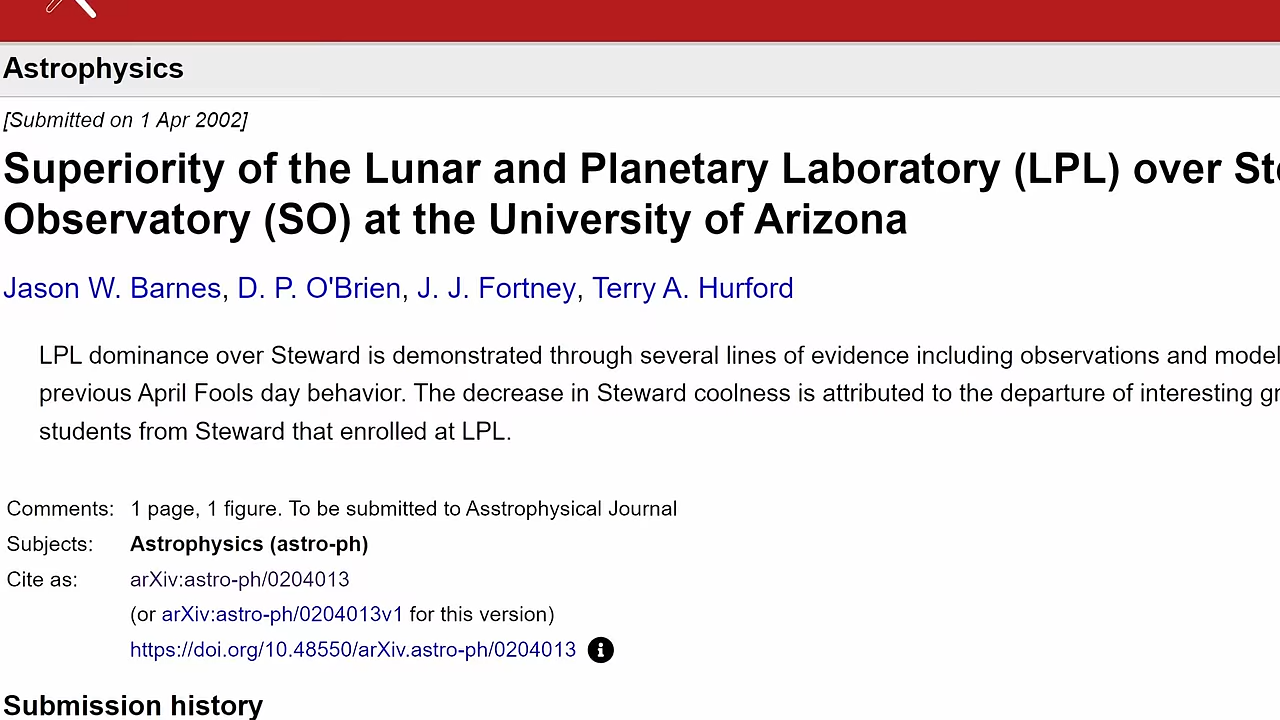 Astrophysics
[Submitted on 1 Apr 2002]
Superiority of the Lunar and Planetary Laboratory (LPL) over
Observatory (SO) at the University of Arizona
Jason W. Barnes, D. P. O'Brien, J. J. Fortney, Terry A. Hurford
LPL dominance over Steward is demonstrated through several lines of evidence including observations and model
previous April Fools day behavior. The decrease in Steward coolness is attributed to the departure of interesting
students from Steward that enrolled at LPL.
Comments: 1 page, 1 figure. To be submitted to Asstrophysical Journal
Subjects: Astrophysics (astro-ph)
Cite as: arXiv:astro-ph/0204013
(or arXiv:astro-ph/0204013v1 for this version)
https://doi.org/10.48550/arXiv.astro-ph/0204013
Submission history